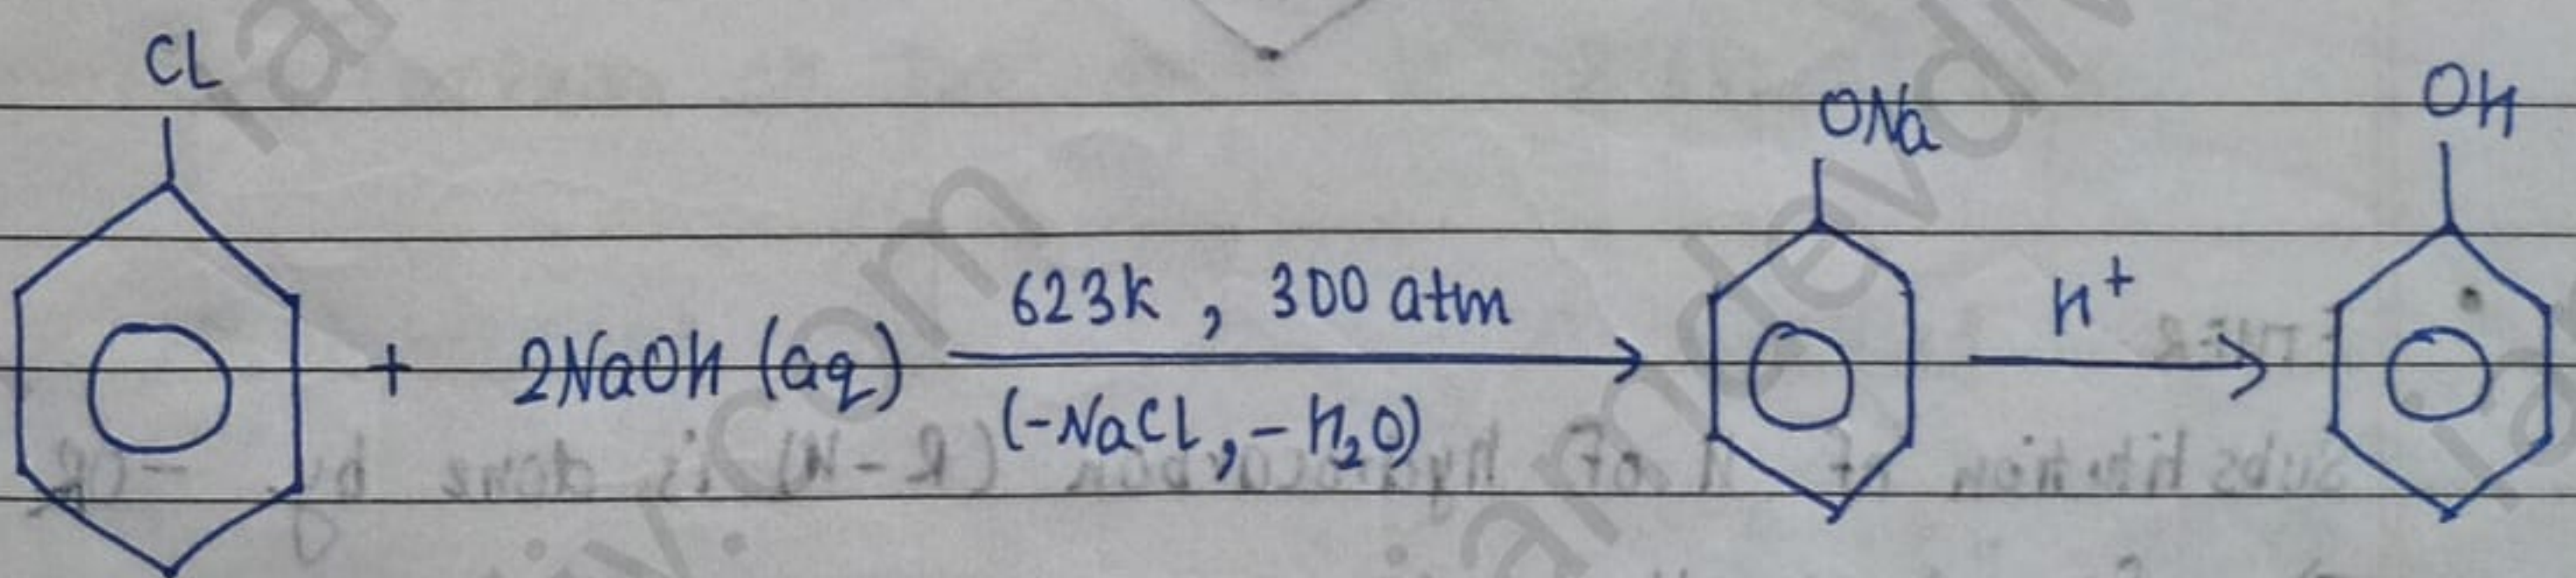 CL
ONa
OH
+ 2NaOH (aq) 623k , 300 atm (-NaCl , - H₂O) H⁺